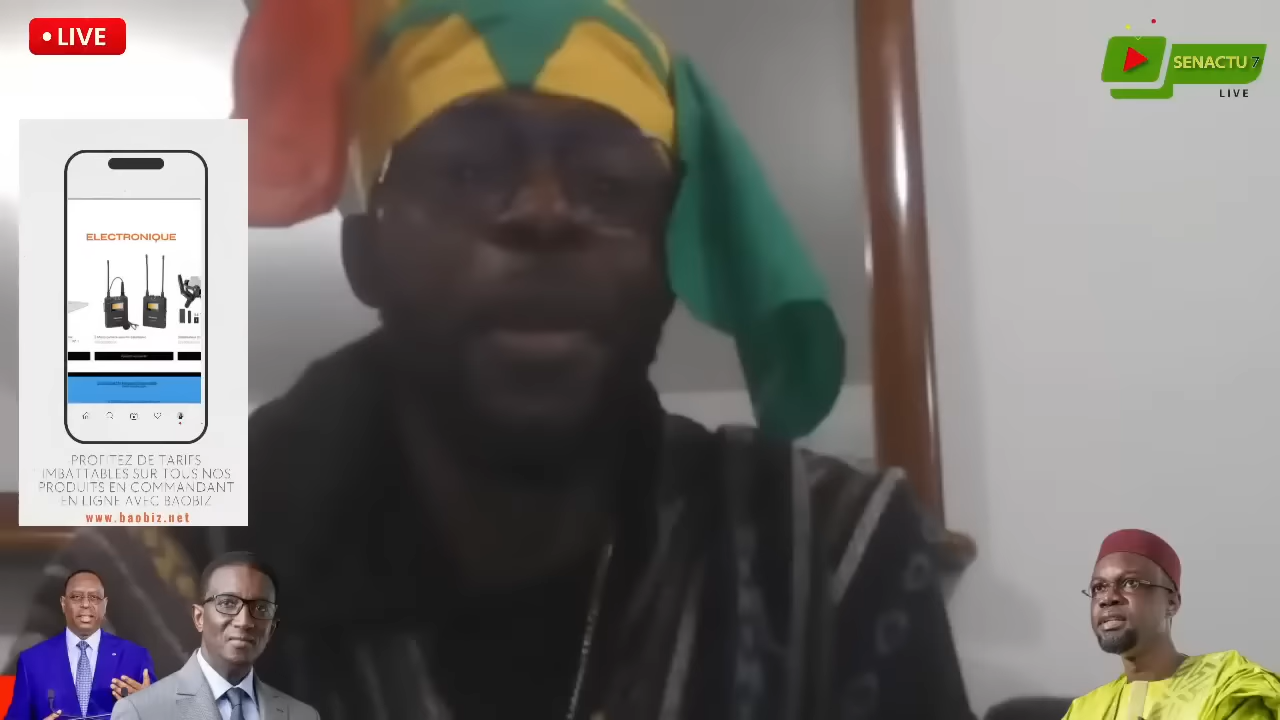 LIVE
SENACTU 7
LIVE
ELECTRONIQUE
PROFITEZ DE TARIFS
IMBATTABLES SUR TOUS NOS
PRODUITS EN COMMANDANT
EN LIGNE AVEC BAOBIZ
www.baobiz.net